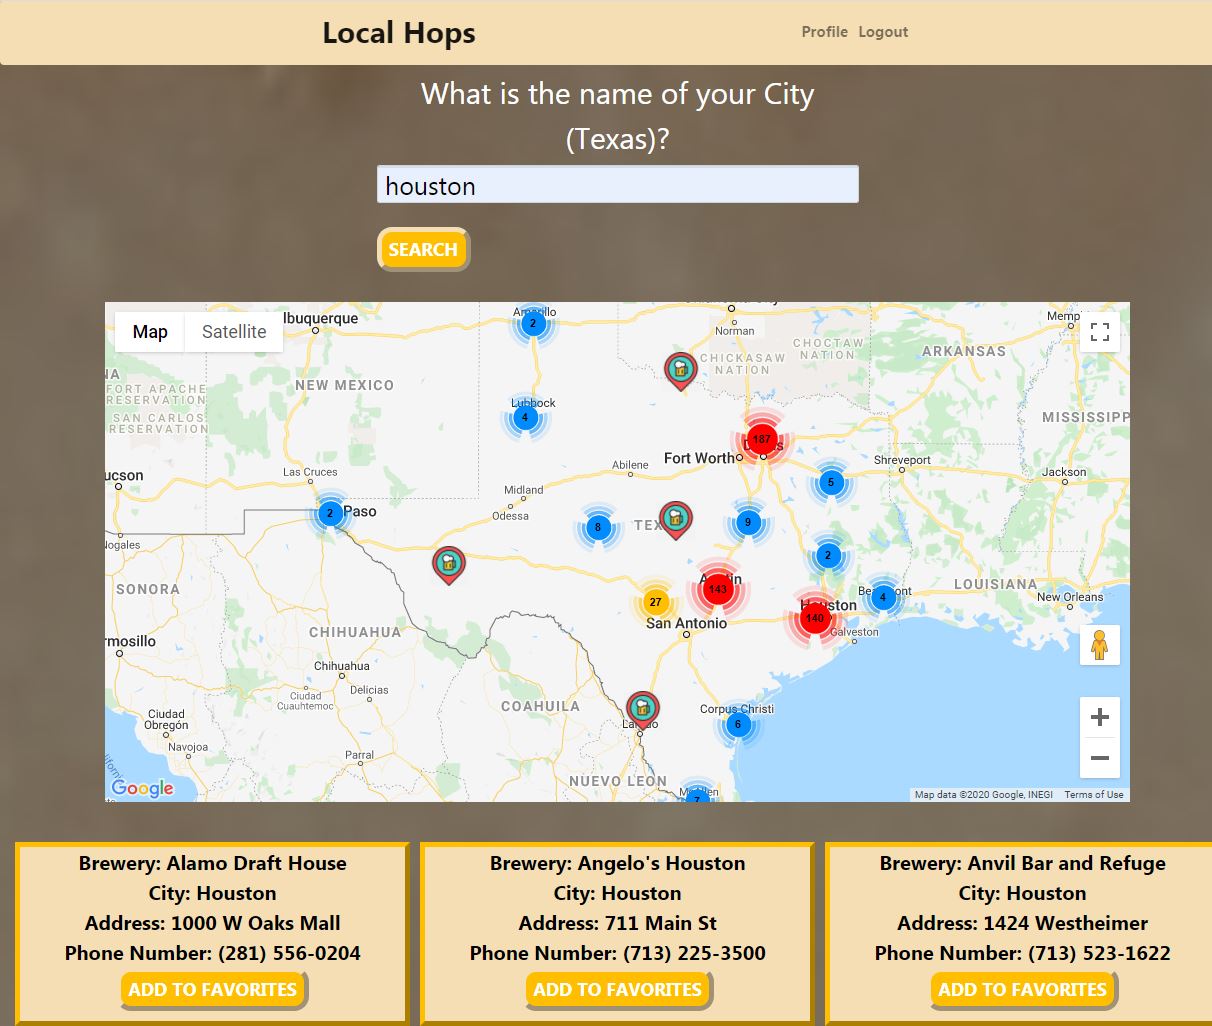 Local Hops
Profile Logout
What is the name of your City
(Texas)?
houston
SEARCH
Map Satellite
Amarillo
2
lbuquerque
Norman
Memp
CHICKASAW
NATION
CHOCTAW
NATION
ARKANSAS
NA
FORT APACHE
RESERVATION
NEW MEXICO
SAN CARLOS
RESERVATION
Lubbock
4
MISSISSIPP
187
Fort Worth
Abilene
Shreveport
Jackson
ucson
Las Cruces
Midland
Odessa
5
2
Paso
8
TEX
9
Nogales
2
SONORA
Austin
143
LOUISIANA
27
4
New Orleans
Houston
140
San Antonio
Galveston
rmosillo
CHIHUAHUA
Chihuahua
Delicias
Ciudad
Cuauhtemoc
Ciudad
Obregón
Navojoa
COAHUILA
Laredo
Corpus Christi
6
Parral
NUEVO LEON
McAllen
7
Google
Map data ©2020 Google, INEGI Terms of Use
Brewery: Alamo Draft House
City: Houston
Address: 1000 W Oaks Mall
Phone Number: (281) 556-0204
ADD TO FAVORITES
Brewery: Angelo's Houston
City: Houston
Address: 711 Main St
Phone Number: (713) 225-3500
ADD TO FAVORITES
Brewery: Anvil Bar and Refuge
City: Houston
Address: 1424 Westheimer
Phone Number: (713) 523-1622
ADD TO FAVORITES